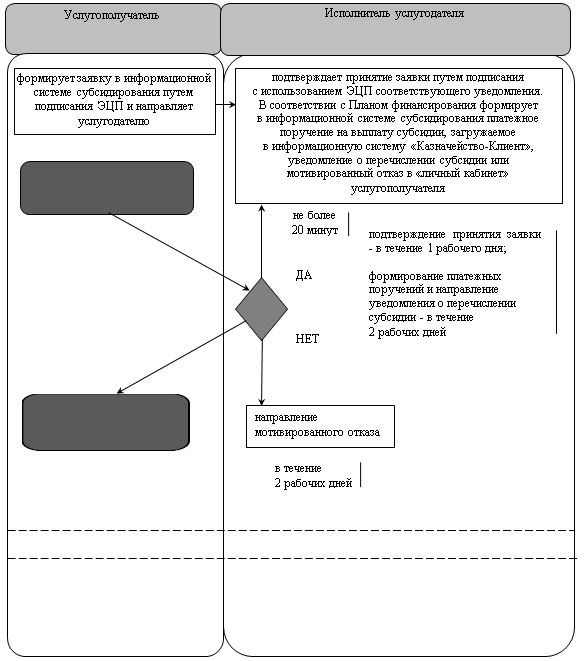 Услугополучатель
Исполнитель услугодателя
формирует заявку в информационной
системе субсидирования путем
подписания ЭЦП и направляет
услугодателю
подтверждает принятие заявки путем подписания
с использованием ЭЦП соответствующего уведомления.
В соответствии с Планом финансирования формирует
в информационной системе субсидирования платежное
поручение на выплату субсидии, загружаемое
в информационную систему «Казначейство-Клиент»,
уведомление о перечислении субсидии или
мотивированный отказ в «личный кабинет»
услугополучателя
не более
20 минут
подтверждение принятия заявки
- в течение 1 рабочего дня;
ДА
формирование платежных
поручений и направление
уведомления о перечислении
субсидии - в течение
2 рабочих дней
НЕТ
направление
мотивированного отказа
в течение
2 рабочих дней